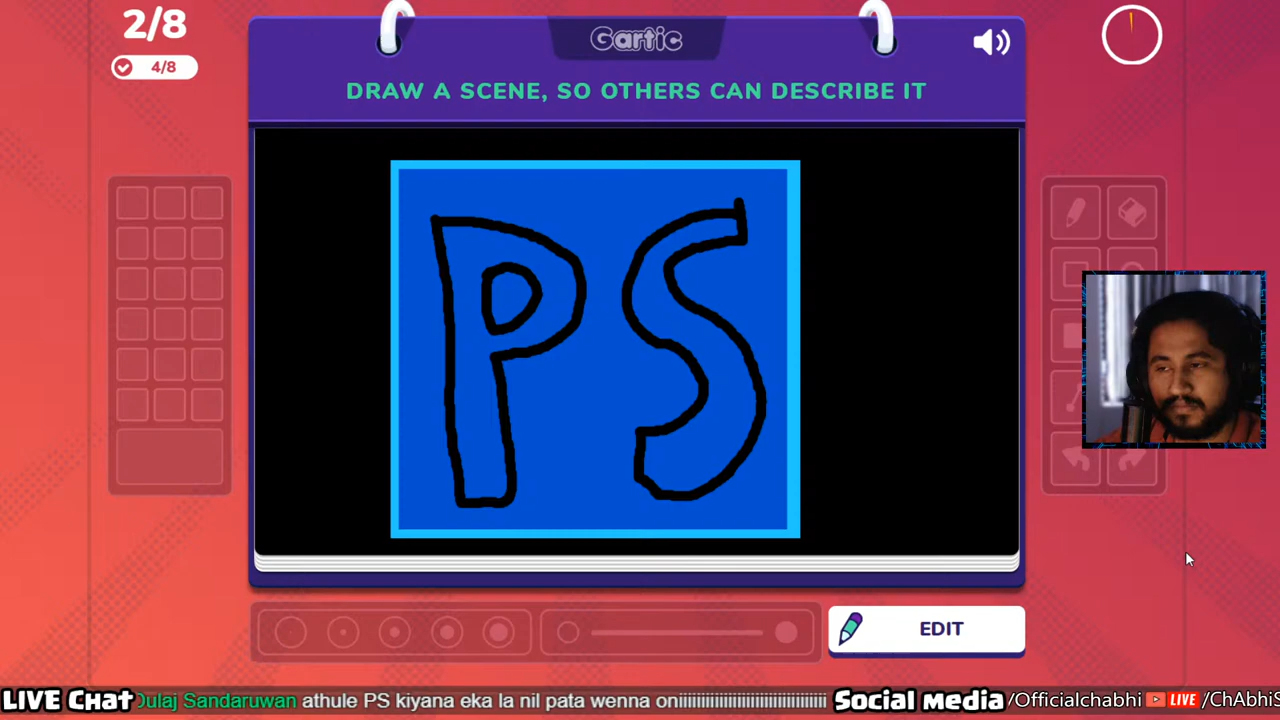 2/8
4/8
Gartic
DRAW A SCENE, SO OTHERS CAN DESCRIBE IT
PS
EDIT
LIVE Chat Dulaj Sandaruwan athule PS kiyana eka la nil pata wenna oniiiiiiiiiiiiiiiiiiiiiiiiiiiiiiii Social media /Officialchabhi LIVE /ChAbhiS